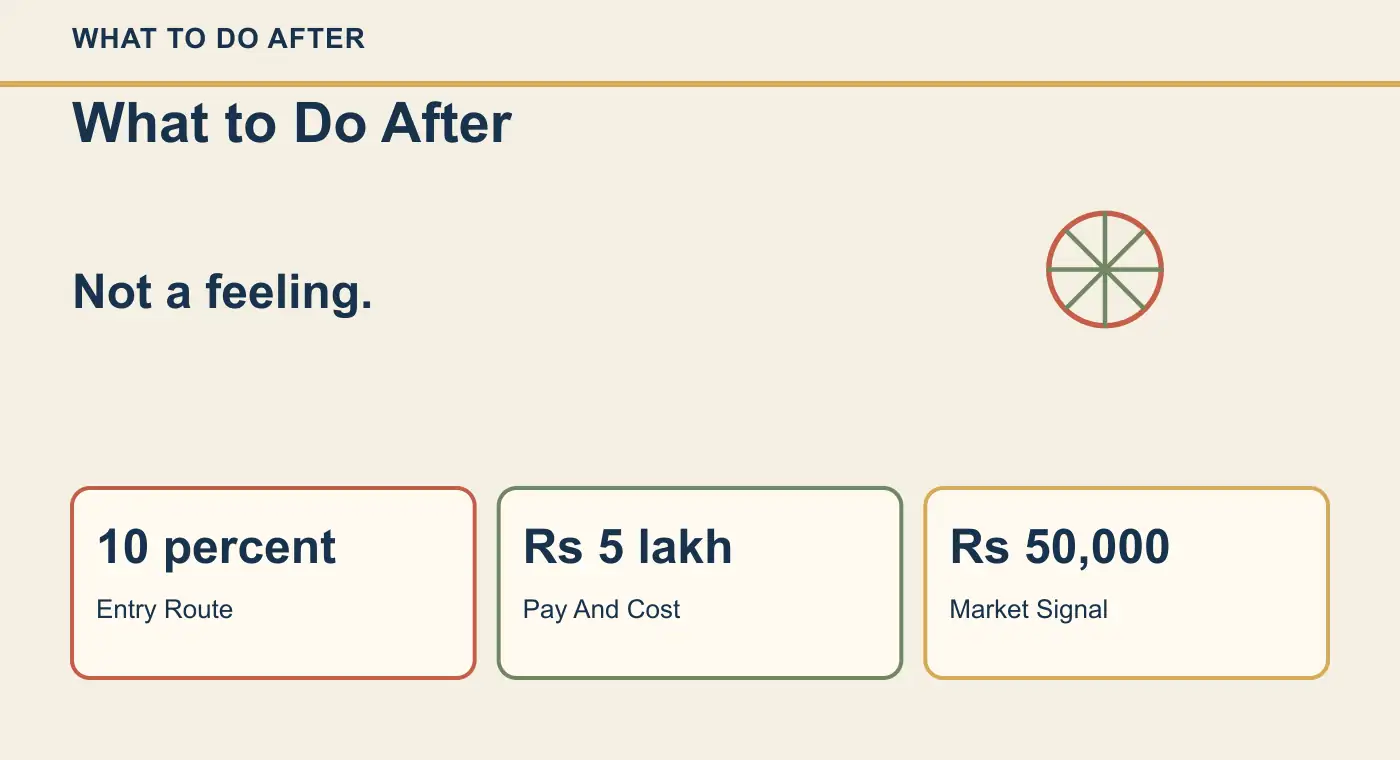 WHAT TO DO AFTER
What to Do After
Not a feeling.
10 percent
Entry Route
Rs 5 lakh
Pay And Cost
Rs 50,000
Market Signal